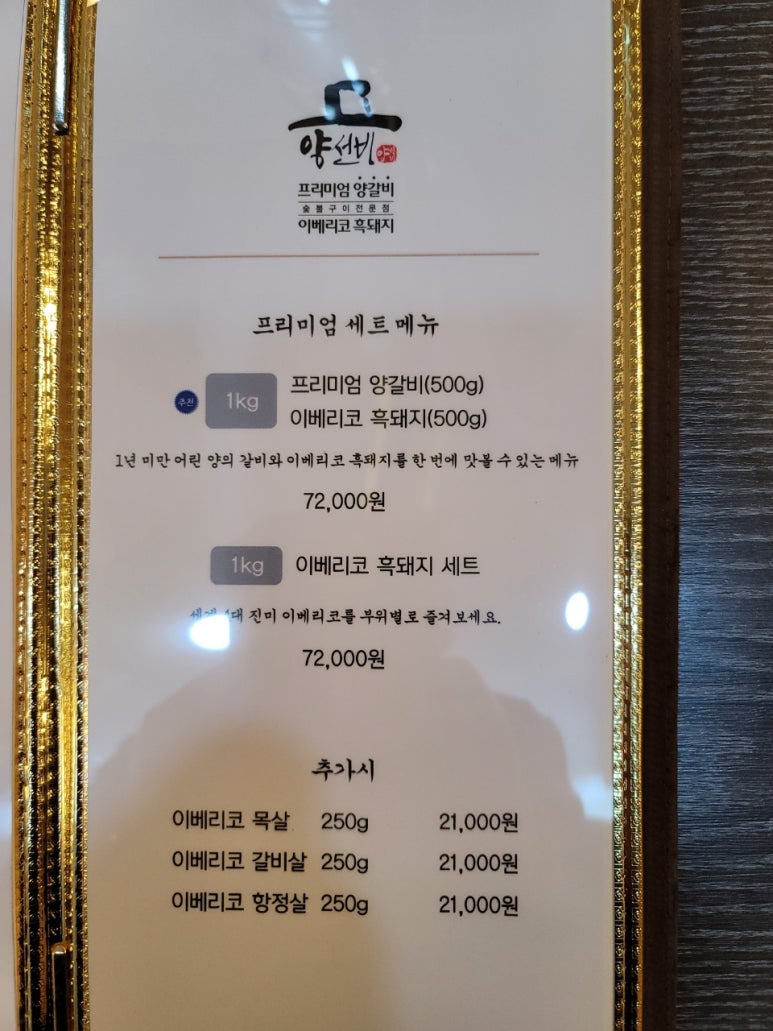 양선비
프리미엄 양갈비
숯불구이전문점
이베리코 흑돼지
프리미엄 세트 메뉴
추천
1kg
프리미엄 양갈비(500g)
이베리코 흑돼지(500g)
1년 미만 어린 양의 갈비와 이베리코 흑돼지를 한 번에 맛볼 수 있는 메뉴
72,000원
1kg 이베리코 흑돼지 세트
세계 4대 진미 이베리코를 부위별로 즐겨보세요.
72,000원
추가시
이베리코 목살 250g 21,000원
이베리코 갈비살 250g 21,000원
이베리코 항정살 250g 21,000원